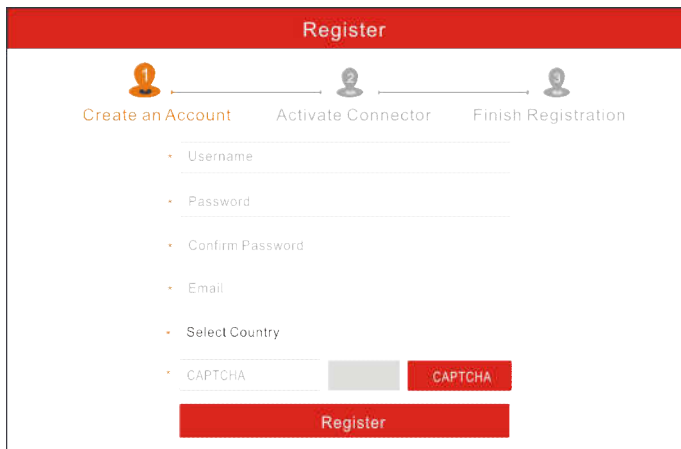 Register
1 2 3
Create an Account Activate Connector Finish Registration
* Username
* Password
* Confirm Password
* Email
* Select Country
* CAPTCHA CAPTCHA
Register